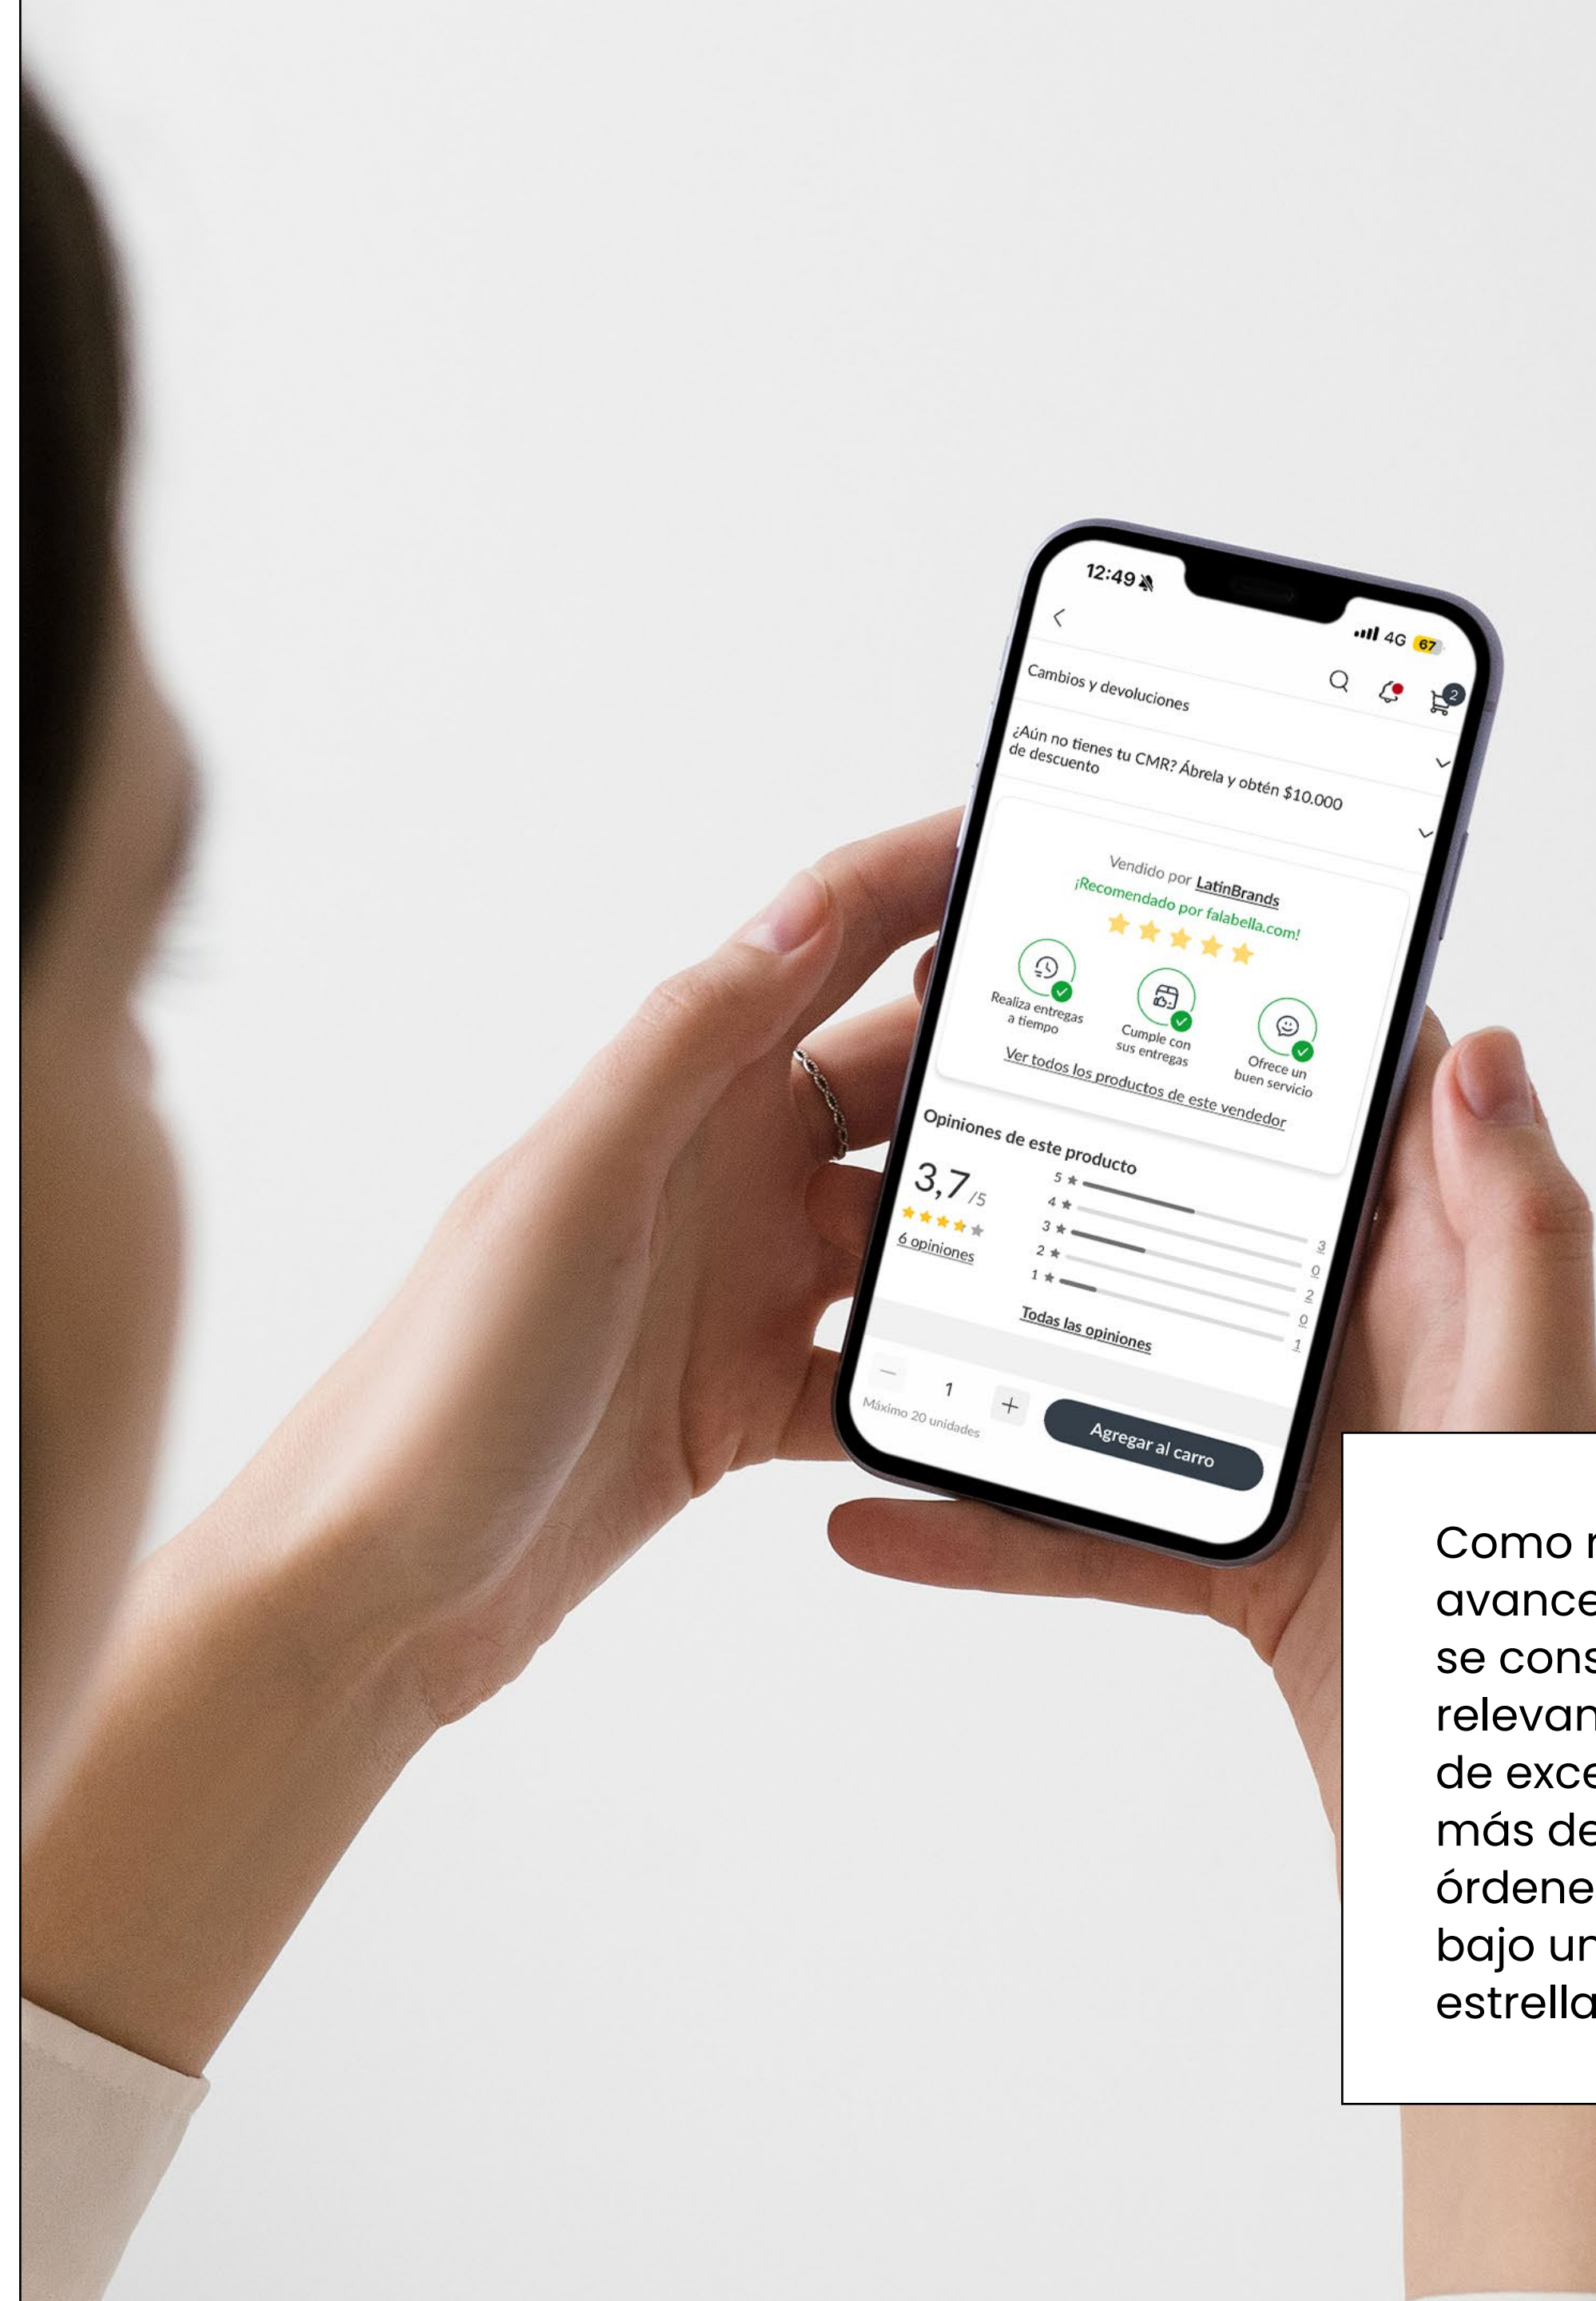 12:49
4G 67
2
Cambios y devoluciones
¿Aún no tienes tu CMR? Ábrela y obtén $10.000
de descuento
Vendido por LatinBrands
¡Recomendado por falabella.com!
Realiza entregas
a tiempo
Cumple con
sus entregas
Ofrece un
buen servicio
Ver todos los productos de este vendedor
Opiniones de este producto
3,7/5
6 opiniones
5 3
4 0
3 2
2 0
1 1
Todas las opiniones
1
Máximo 20 unidades
Agregar al carro
Como
avance
se cons
relevan
de exce
más de
órdene
bajo un
estrella